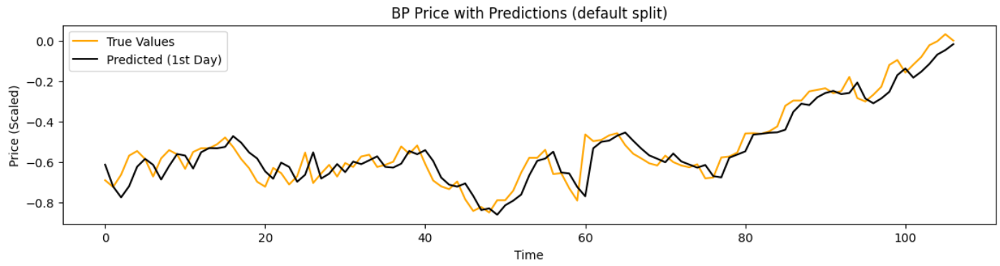 BP Price with Predictions (default split)
True Values
Predicted (1st Day)
Price (Scaled)
0.0
−0.2
−0.4
−0.6
−0.8
0 20 40 60 80 100
Time